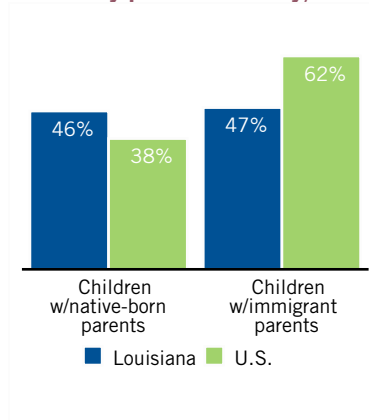 46%
38%
47%
62%
Children
w/native-born
parents
Children
w/immigrant
parents
Louisiana
U.S.